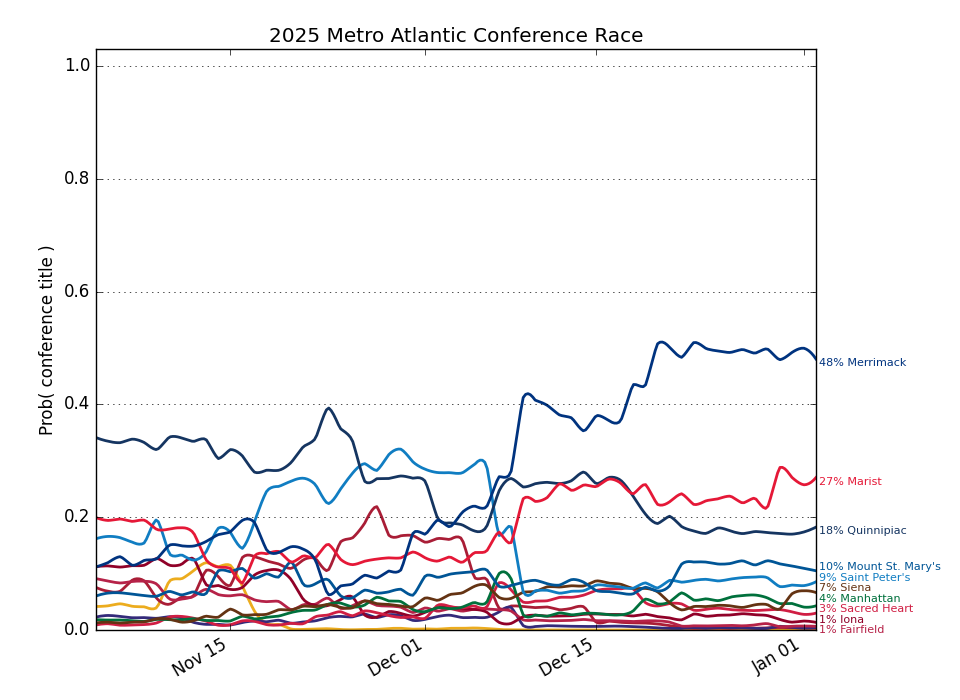 2025 Metro Atlantic Conference Race
Prob( conference title )
1.0
0.8
0.6
0.4
0.2
0.0
Nov 15
Dec 01
Dec 15
Jan 01
48% Merrimack
27% Marist
18% Quinnipiac
10% Mount St. Mary's
9% Saint Peter's
7% Siena
4% Manhattan
3% Sacred Heart
1% Iona
1% Fairfield